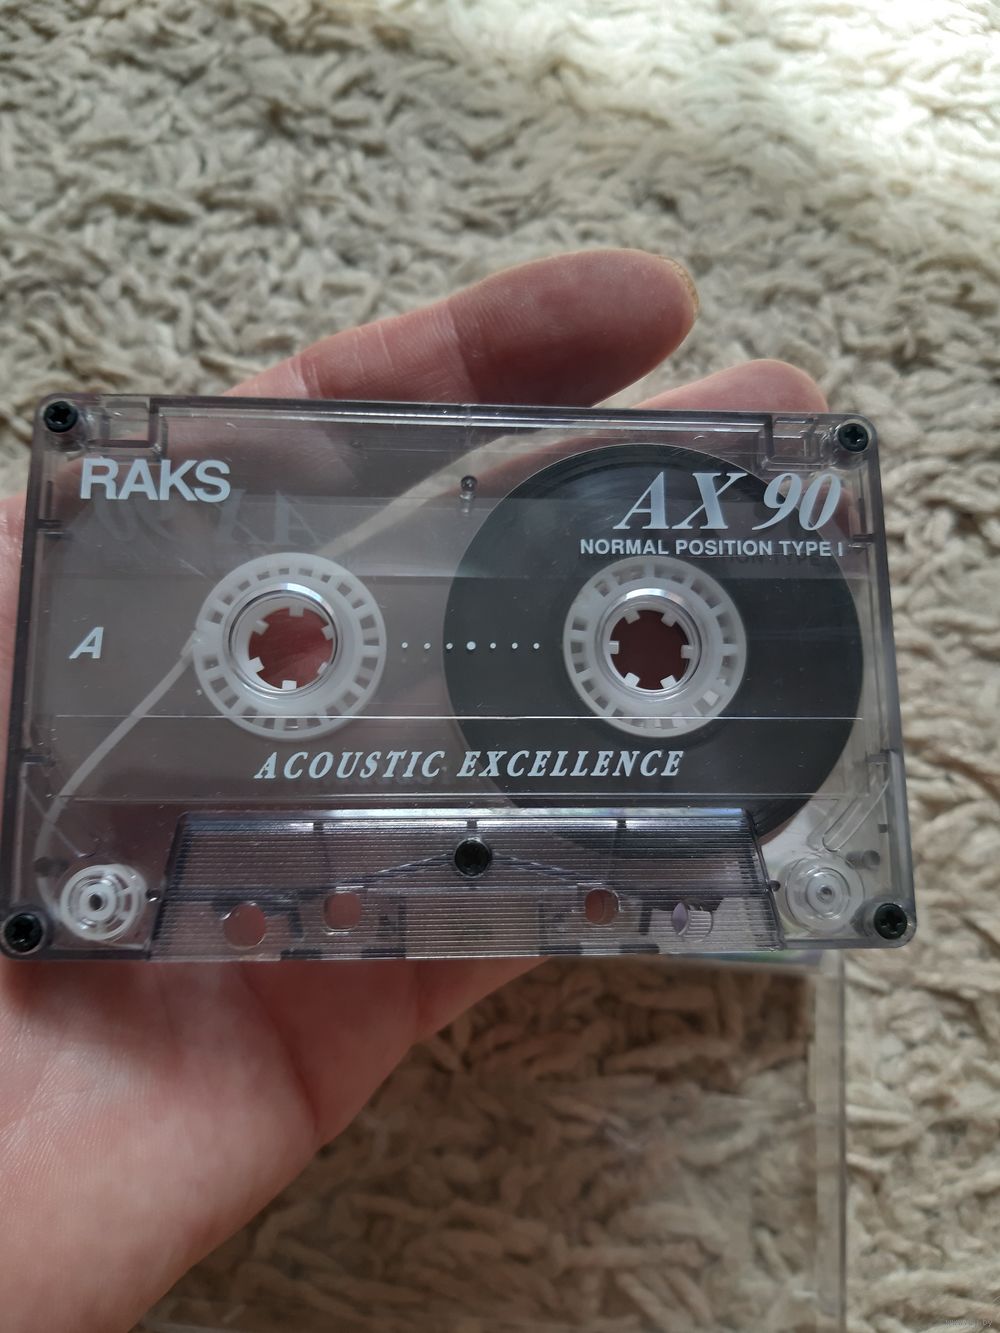 RAKS
AX 90
NORMAL POSITION TYPE I
A
ACOUSTIC EXCELLENCE